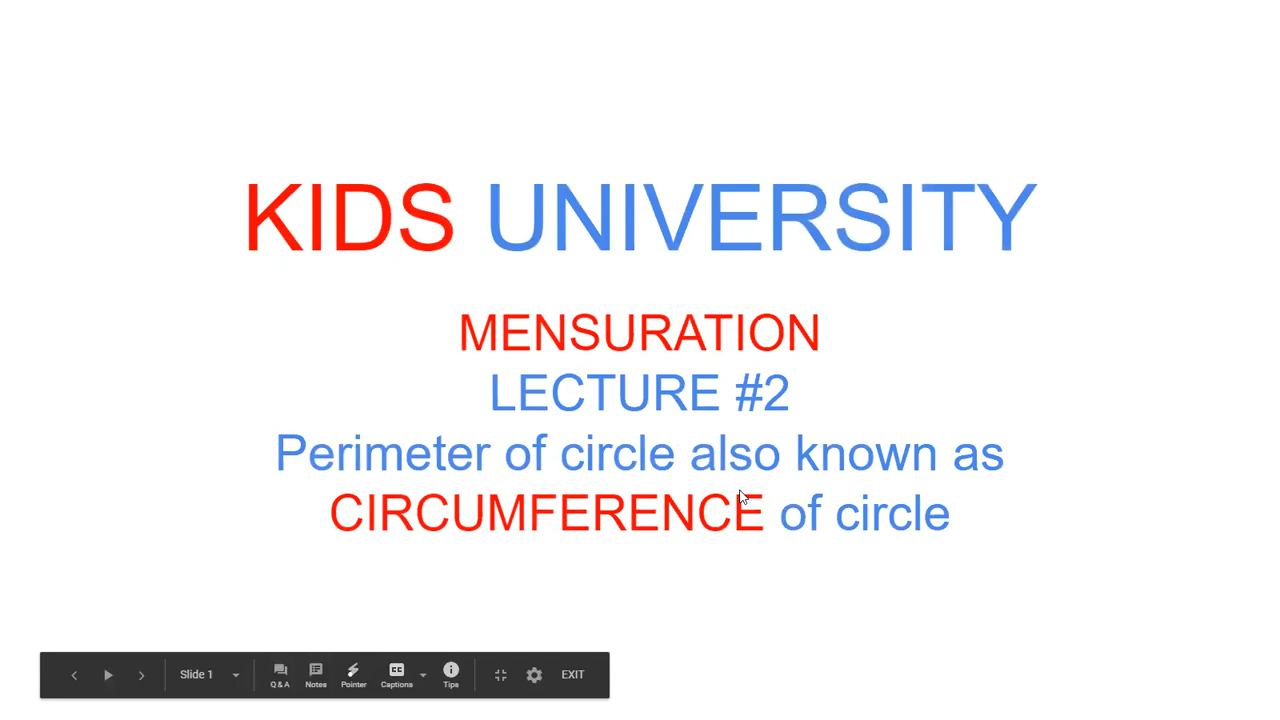 KIDS UNIVERSITY
MENSURATION
LECTURE #2
Perimeter of circle also known as
CIRCUMFERENCE of circle
Slide 1 Q & A Notes Pointer CC Captions Tips EXIT